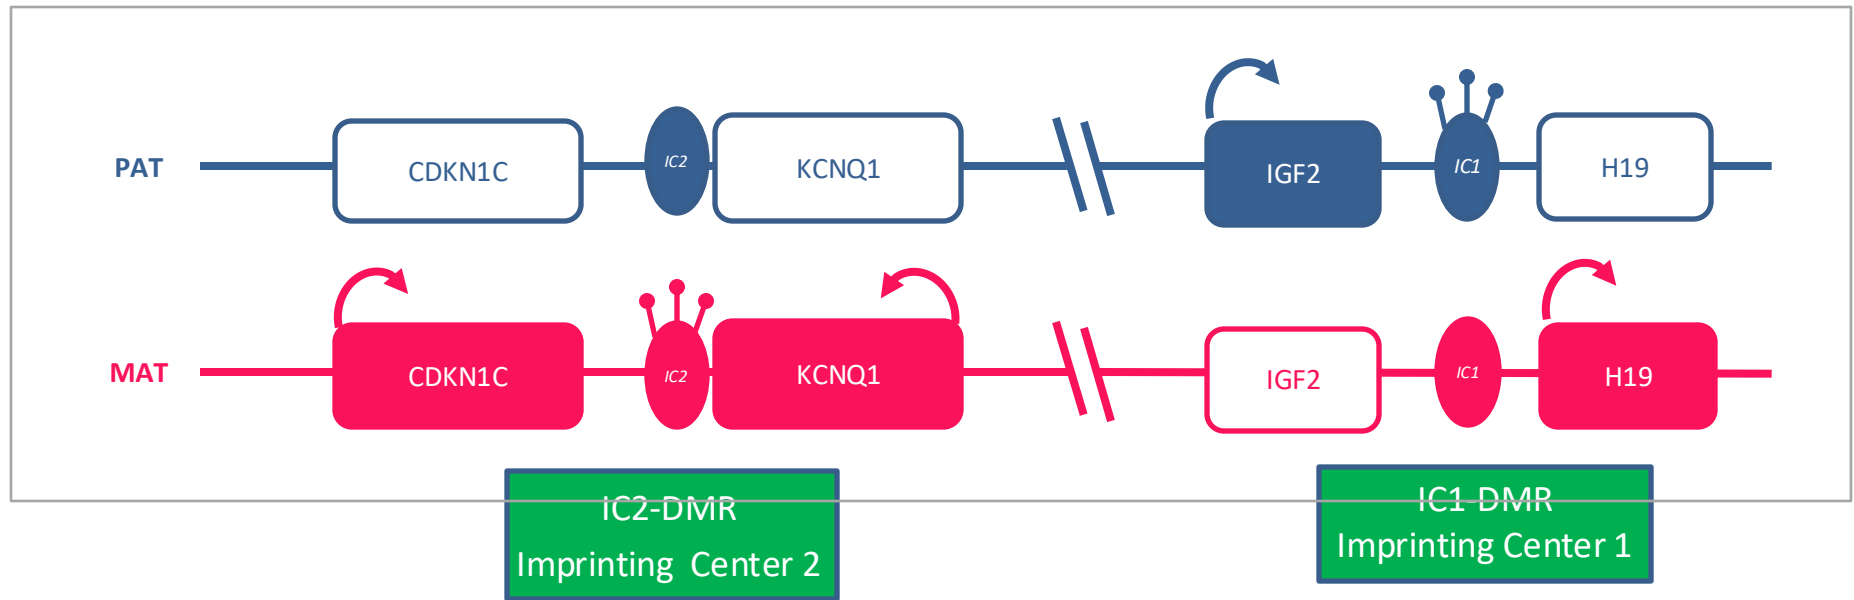 PAT
CDKN1C
IC2
KCNQ1
IGF2
IC1
H19
MAT
CDKN1C
IC2
KCNQ1
IGF2
IC1
H19
IC2-DMR
Imprinting Center 2
IC1-DMR
Imprinting Center 1